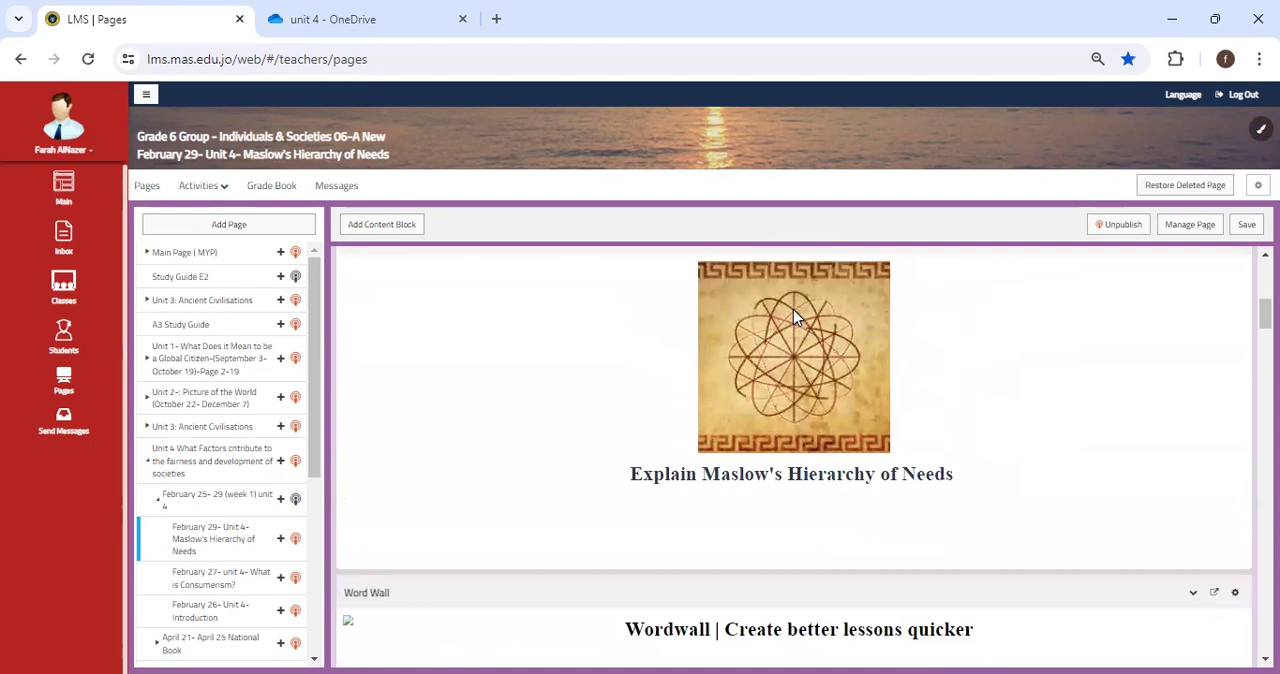 LMS | Pages
unit 4 - OneDrive
lms.mas.edu.jo/web/#/teachers/pages
f
Language
Log Out
Farah AlNazer
Grade 6 Group - Individuals & Societies 06-A New
February 29- Unit 4- Maslow's Hierarchy of Needs
Pages
Activities
Grade Book
Messages
Restore Deleted Page
Main
Inbox
Classes
Students
Pages
Send Messages
Add Page
Main Page ( MYP)
Study Guide E2
Unit 3: Ancient Civilisations
A3 Study Guide
Unit 1- What Does it Mean to be
a Global Citizen-(September 3-
October 19)-Page 2-19
Unit 2-: Picture of the World
(October 22- December 7)
Unit 3: Ancient Civilisations
Unit 4 What Factors cntribute to
the fairness and development of
societies
February 25- 29 (week 1) unit
4
February 29- Unit 4-
Maslow's Hierarchy of
Needs
February 27- unit 4- What
is Consumerism?
February 26- Unit 4-
Introduction
April 21- April 25 National
Book
Add Content Block
Unpublish
Manage Page
Save
Explain Maslow's Hierarchy of Needs
Word Wall
Wordwall | Create better lessons quicker